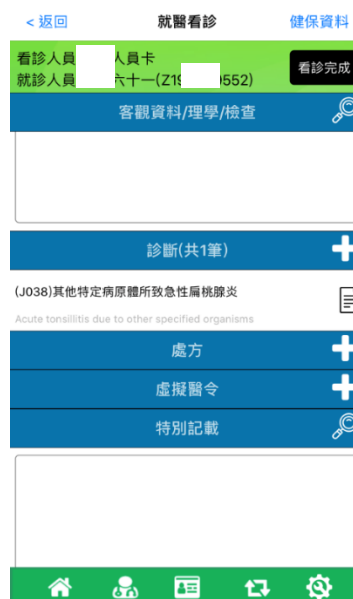 < 返回 就醫看診 健保資料
看診人員 人員卡
就診人員 六十一(Z19 552) 看診完成
客觀資料/理學/檢查
診斷(共1筆)
(J038)其他特定病原體所致急性扁桃腺炎
Acute tonsillitis due to other specified organisms
處方
虛擬醫令
特別記載